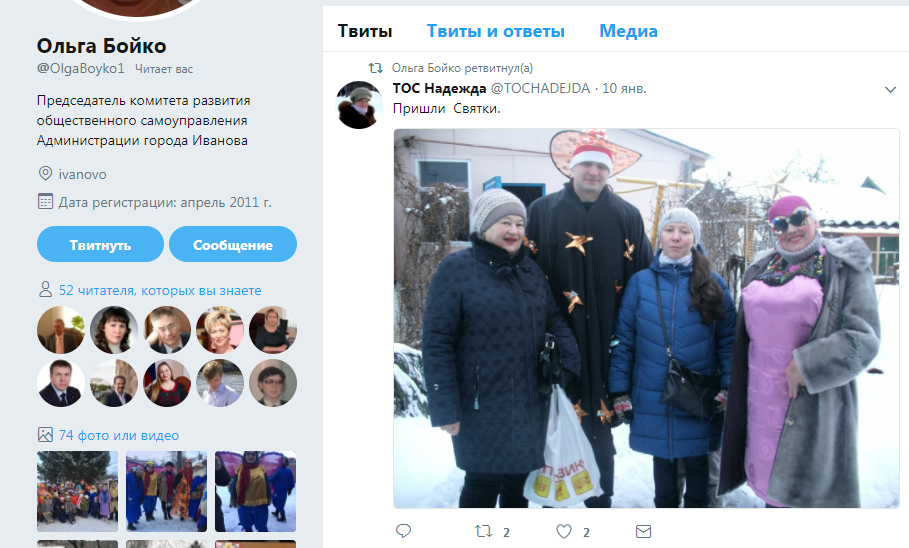 Ольга Бойко
@OlgaBoyko1 Читает вас
Председатель комитета развития
общественного самоуправления
Администрации города Иванова
ivanovo
Дата регистрации: апрель 2011 г.
Твитнуть
Сообщение
52 читателя, которых вы знаете
74 фото или видео
Твиты
Твиты и ответы
Медиа
Ольга Бойко ретвитнул(а)
ТОС Надежда @TOCHADEJDA · 10 янв.
Пришли Святки.
2
2